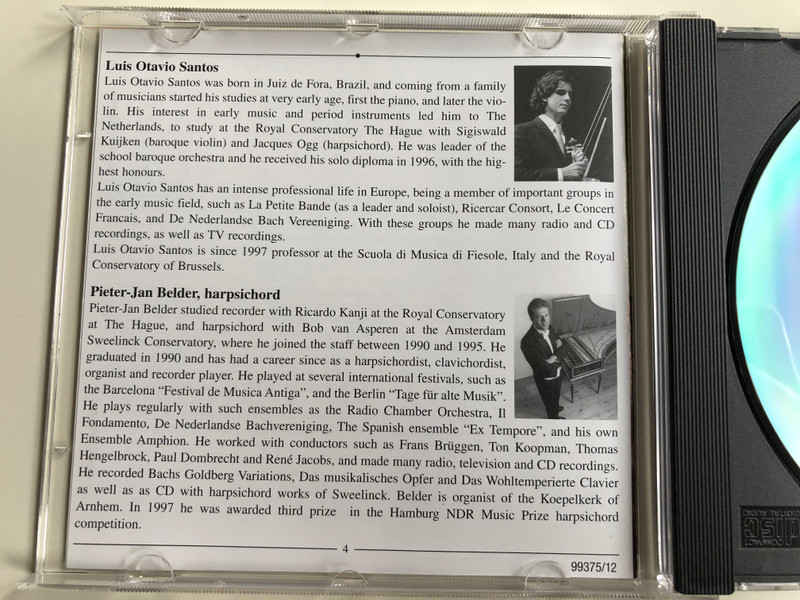 Luis Otavio Santos
Luis Otavio Santos was born in Juiz de Fora, Brazil, and coming from a family
of musicians started his studies at very early age, first the piano, and later the vio-
lin. His interest in early music and period instruments led him to The
Netherlands, to study at the Royal Conservatory The Hague with Sigiswald
Kuijken (baroque violin) and Jacques Ogg (harpsichord). He was leader of the
school baroque orchestra and he received his solo diploma in 1996, with the hig-
hest honours.
Luis Otavio Santos has an intense professional life in Europe, being a member of important groups in
the early music field, such as La Petite Bande (as a leader and soloist), Ricercar Consort, Le Concert
Francais, and De Nederlandse Bach Vereeniging. With these groups he made many radio and CD
recordings, as well as TV recordings.
Luis Otavio Santos is since 1997 professor at the Scuola di Musica di Fiesole, Italy and the Royal
Conservatory of Brussels.
Pieter-Jan Belder, harpsichord
Pieter-Jan Belder studied recorder with Ricardo Kanji at the Royal Conservatory
at The Hague, and harpsichord with Bob van Asperen at the Amsterdam
Sweelinck Conservatory, where he joined the staff between 1990 and 1995. He
graduated in 1990 and has had a career since as a harpsichordist, clavichordist,
organist and recorder player. He played at several international festivals, such as
the Barcelona “Festival de Musica Antiga”, and the Berlin “Tage für alte Musik”.
He plays regularly with such ensembles as the Radio Chamber Orchestra, Il
Fondamento, De Nederlandse Bachvereniging, The Spanish ensemble “Ex Tempore”, and his own
Ensemble Amphion. He worked with conductors such as Frans Brüggen, Ton Koopman, Thomas
Hengelbrock, Paul Dombrecht and René Jacobs, and made many radio, television and CD recordings.
He recorded Bachs Goldberg Variations, Das musikalisches Opfer and Das Wohltemperierte Clavier
as well as as CD with harpsichord works of Sweelinck. Belder is organist of the Koepelkerk of
Arnhem. In 1997 he was awarded third prize in the Hamburg NDR Music Prize harpsichord
competition.
4
99375/12
COMPACT
disc
DIGITAL AUDIO